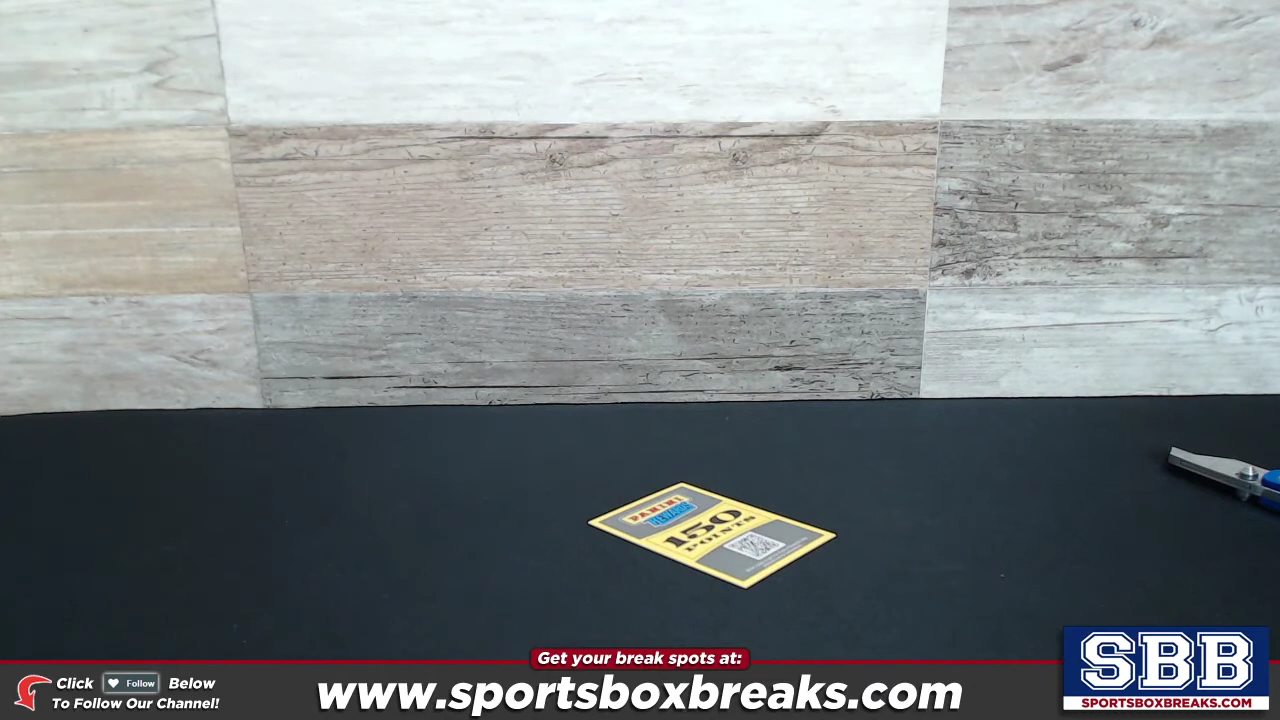 PANINI
REWARDS
150
POINTS
Get your break spots at:
Click Follow Below
To Follow Our Channel!
www.sportsboxbreaks.com
SBB
SPORTSBOXBREAKS.COM